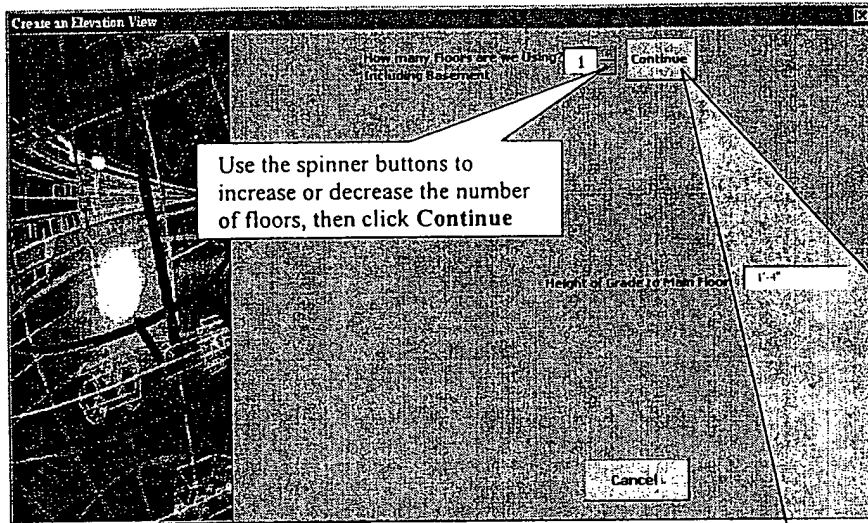 Create an Elevation View
How many Floors are we Using
Including Basement
1
Continue
Use the spinner buttons to
increase or decrease the number
of floors, then click Continue
Height of Grade to Main Floor
1'-4"
Cancel